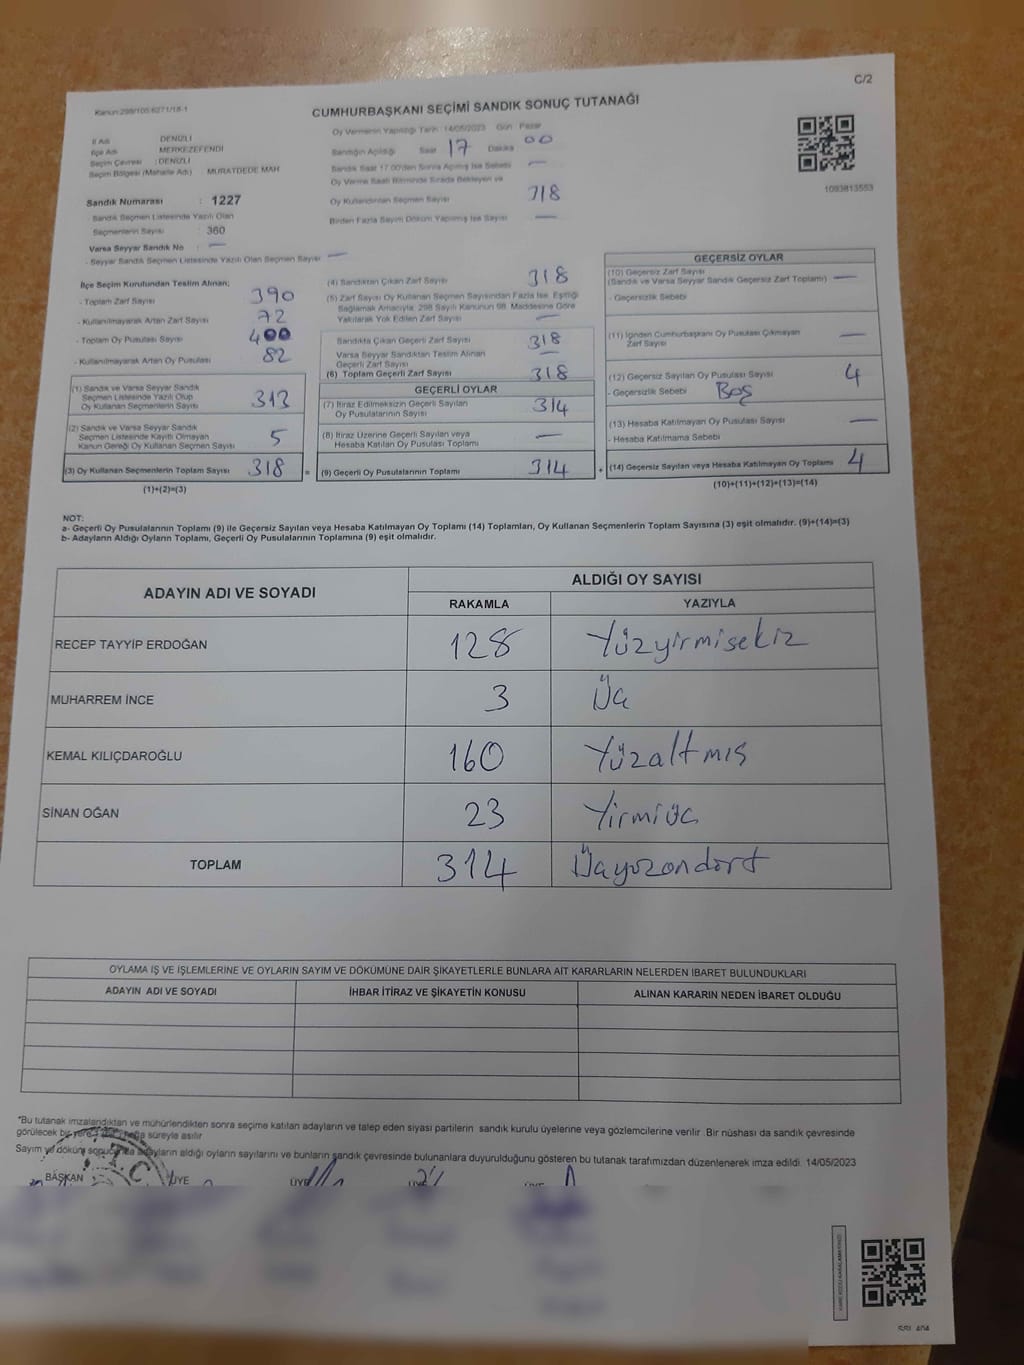 C/2
Kanun:298/105.6271/18-1
CUMHURBAŞKANI SEÇİMİ SANDIK SONUÇ TUTANAĞI
İl Adı : DENİZLİ
İlçe Adı : MERKEZEFENDİ
Seçim Çevresi : DENİZLİ
Seçim Bölgesi (Mahalle Adı) : MURATDEDE MAH
Sandık Numarası : 1227
- Sandık Seçmen Listesinde Yazılı Olan
Seçmenlerin Sayısı : 360
Varsa Seyyar Sandık No : —
- Seyyar Sandık Seçmen Listesinde Yazılı Olan Seçmen Sayısı —
Oy Vermenin Yapıldığı Tarih : 14/05/2023 Gün : Pazar
Sandığın Açıldığı Saat 17 Dakika 00
Sandık Saat 17.00'den Sonra Açılmış İse Sebebi —
Oy Verme Saati Bitiminde Sırada Bekleyen ve
Oy Kullandırılan Seçmen Sayısı 318
Birden Fazla Sayım Döküm Yapılmış İse Sayısı —
1093813553
İlçe Seçim Kurulundan Teslim Alınan;
- Toplam Zarf Sayısı 390
- Kullanılmayarak Artan Zarf Sayısı 72
- Toplam Oy Pusulası Sayısı 400
- Kullanılmayarak Artan Oy Pusulası 82
(1) Sandık ve Varsa Seyyar Sandık
Seçmen Listesinde Yazılı Olup
Oy Kullanan Seçmenlerin Sayısı 313
(2) Sandık ve Varsa Seyyar Sandık
Seçmen Listesinde Kayıtlı Olmayan
Kanun Gereği Oy Kullanan Seçmen Sayısı 5
(3) Oy Kullanan Seçmenlerin Toplam Sayısı 318 =
(1)+(2)=(3)
(4) Sandıktan Çıkan Zarf Sayısı 318
(5) Zarf Sayısı Oy Kullanan Seçmen Sayısından Fazla İse, Eşitliği
Sağlamak Amacıyla, 298 Sayılı Kanunun 98. Maddesine Göre
Yakılarak Yok Edilen Zarf Sayısı —
Sandıkta Çıkan Geçerli Zarf Sayısı 318
Varsa Seyyar Sandıktan Teslim Alınan
Geçerli Zarf Sayısı —
(6) Toplam Geçerli Zarf Sayısı 318
GEÇERLİ OYLAR
(7) İtiraz Edilmeksizin Geçerli Sayılan
Oy Pusulalarının Sayısı 314
(8) İtiraz Üzerine Geçerli Sayılan veya
Hesaba Katılan Oy Pusulası Toplamı —
(9) Geçerli Oy Pusulalarının Toplamı 314 +
GEÇERSİZ OYLAR
(10) Geçersiz Zarf Sayısı
(Sandık ve Varsa Seyyar Sandık Geçersiz Zarf Toplamı) —
- Geçersizlik Sebebi
(11) İçinden Cumhurbaşkanı Oy Pusulası Çıkmayan
Zarf Sayısı —
(12) Geçersiz Sayılan Oy Pusulası Sayısı 4
- Geçersizlik Sebebi Boş
(13) Hesaba Katılmayan Oy Pusulası Sayısı —
- Hesaba Katılmama Sebebi
(14) Geçersiz Sayılan veya Hesaba Katılmayan Oy Toplamı 4
(10)+(11)+(12)+(13)=(14)
NOT:
a- Geçerli Oy Pusulalarının Toplamı (9) ile Geçersiz Sayılan veya Hesaba Katılmayan Oy Toplamı (14) Toplamları, Oy Kullanan Seçmenlerin Toplam Sayısına (3) eşit olmalıdır. (9)+(14)=(3)
b- Adayların Aldığı Oyların Toplamı, Geçerli Oy Pusulalarının Toplamına (9) eşit olmalıdır.
ADAYIN ADI VE SOYADI
ALDIĞI OY SAYISI
RAKAMLA YAZIYLA
RECEP TAYYİP ERDOĞAN 128 Yüzyirmisekiz
MUHARREM İNCE 3 Üç
KEMAL KILIÇDAROĞLU 160 Yüzaltmış
SİNAN OĞAN 23 Yirmiüç
TOPLAM 314 Üçyüzondört
OYLAMA İŞ VE İŞLEMLERİNE VE OYLARIN SAYIM VE DÖKÜMÜNE DAİR ŞİKAYETLERLE BUNLARA AİT KARARLARIN NELERDEN İBARET BULUNDUKLARI
ADAYIN ADI VE SOYADI İHBAR İTİRAZ VE ŞİKAYETİN KONUSU ALINAN KARARIN NEDEN İBARET OLDUĞU
*Bu tutanak imzalandıktan ve mühürlendikten sonra seçime katılan adayların ve talep eden siyasi partilerin sandık kurulu üyelerine veya gözlemcilerine verilir. Bir nüshası da sandık çevresinde
görülecek bir yere süreyle asılır
Sayım ve döküm sonucunda adayların aldığı oyların sayılarını ve bunların sandık çevresinde bulunanlara duyurulduğunu gösteren bu tutanak tarafımızdan düzenlenerek imza edildi. 14/05/2023
T.C
BAŞKAN ÜYE ÜYE
SSI 404